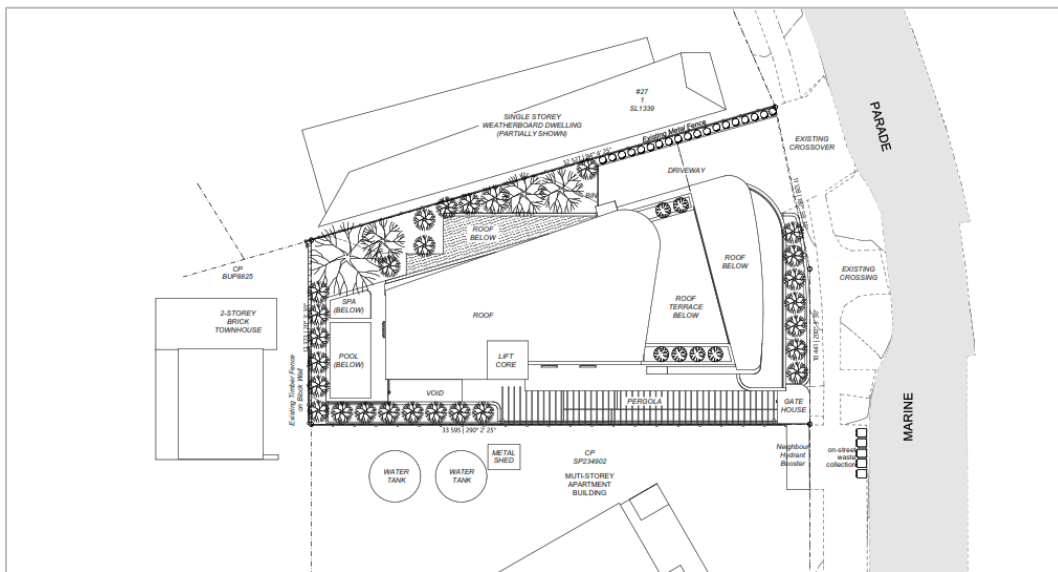 #27
1
SL1339
SINGLE STOREY
WEATHERBOARD DWELLING
(PARTIALLY SHOWN)
Existing Metal Fence
PARADE
EXISTING
CROSSOVER
DRIVEWAY
BIN
ROOF
BELOW
CP
BUP8825
2-STOREY
BRICK
TOWNHOUSE
SPA
(BELOW)
POOL
(BELOW)
ROOF
ROOF
TERRACE
BELOW
ROOF
BELOW
EXISTING
CROSSING
Existing Timber Fence
on Block Wall
LIFT
CORE
VOID
PERGOLA
GATE
HOUSE
MARINE
33 595 | 290° 2' 25"
METAL
SHED
WATER
TANK
WATER
TANK
CP
SP234902
MUTI-STOREY
APARTMENT
BUILDING
Neighbour
Hydrant
Booster
on-street
waste
collection